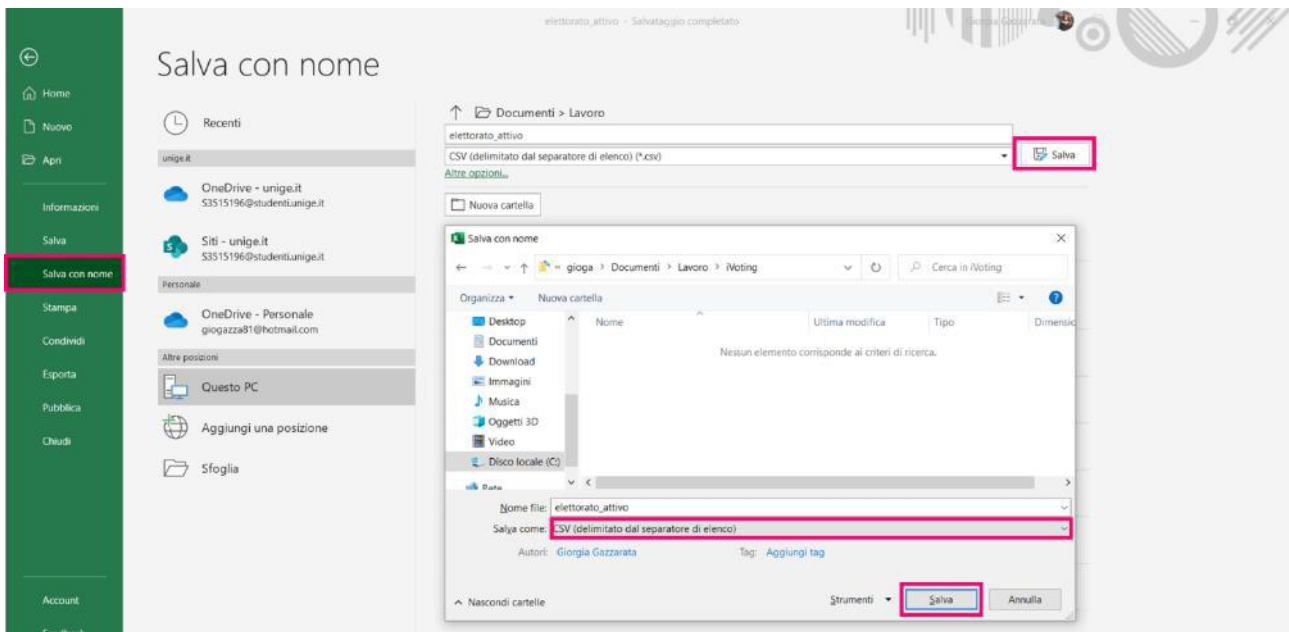 elettorato_attivo - Salvataggio completato
Salva con nome
Home
Nuovo
Apri
Informazioni
Salva
Salva con nome
Stampa
Condividi
Esporta
Pubblica
Chiudi
Account
Recenti
unige.it
OneDrive - unige.it
S3515196@studenti.unige.it
Siti - unige.it
S3515196@studenti.unige.it
Personale
OneDrive - Personale
giogazza81@hotmail.com
Altre posizioni
Questo PC
Aggiungi una posizione
Sfoglia
Documenti > Lavoro
elettorato_attivo
CSV (delimitato dal separatore di elenco) (*.csv)
Salva
Altre opzioni...
Nuova cartella
Salva con nome
« gioga > Documenti > Lavoro > iVoting
Cerca in iVoting
Organizza
Nuova cartella
Desktop
Documenti
Download
Immagini
Musica
Oggetti 3D
Video
Disco locale (C:)
Rete
Nome
Ultima modifica
Tipo
Dimensic
Nessun elemento corrisponde ai criteri di ricerca.
Nome file: elettorato_attivo
Salva come: CSV (delimitato dal separatore di elenco)
Autori: Giorgia Gazzarata
Tag: Aggiungi tag
Nascondi cartelle
Strumenti
Salva
Annulla